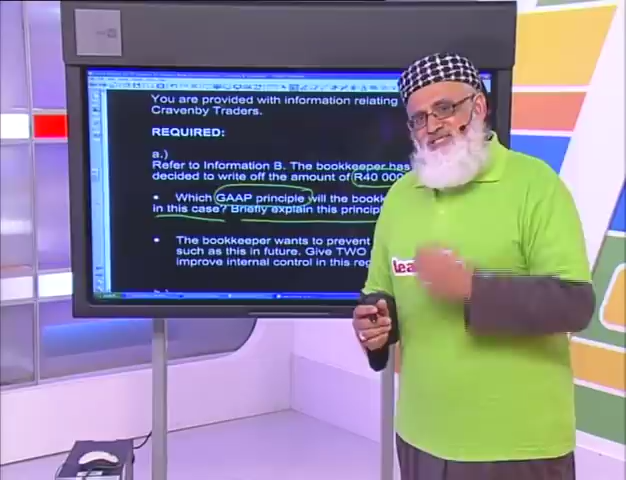 You are provided with information relating
Cravenby Traders.
REQUIRED:
a.)
Refer to Information B. The bookkeeper has
decided to write off the amount of R40 000
• Which GAAP principle will the bookk
in this case? Briefly explain this princip
• The bookkeeper wants to prevent
such as this in future. Give TWO
improve internal control in this re
lea